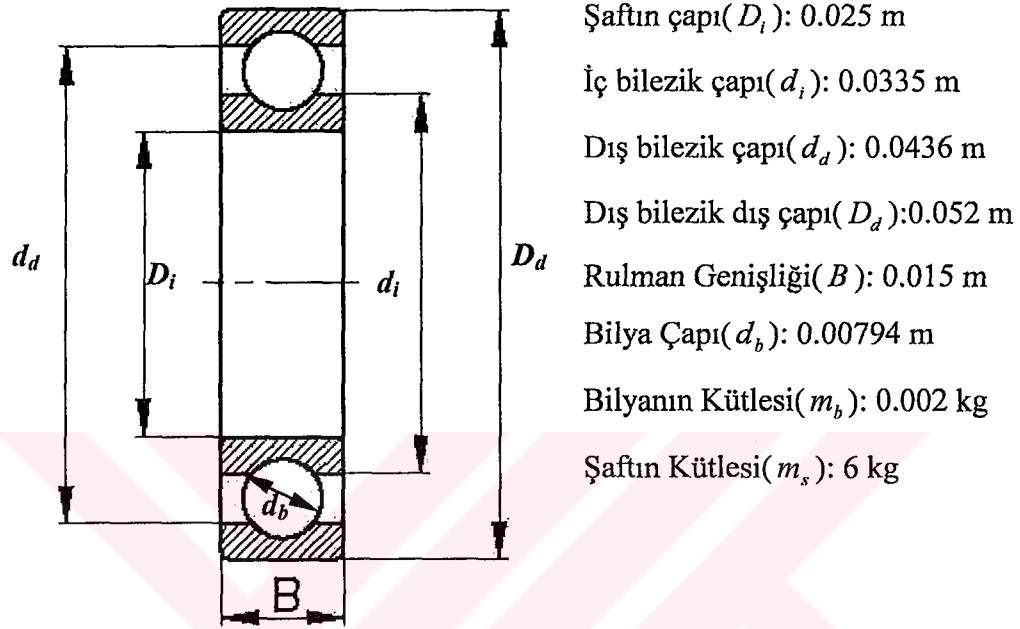 Şaftın çapı(D_i): 0.025 m
İç bilezik çapı(d_i): 0.0335 m
Dış bilezik çapı(d_d): 0.0436 m
Dış bilezik dış çapı(D_d):0.052 m
Rulman Genişliği(B): 0.015 m
Bilya Çapı(d_b): 0.00794 m
Bilyanın Kütlesi(m_b): 0.002 kg
Şaftın Kütlesi(m_s): 6 kg
d_d
D_i
d_i
D_d
d_b
B